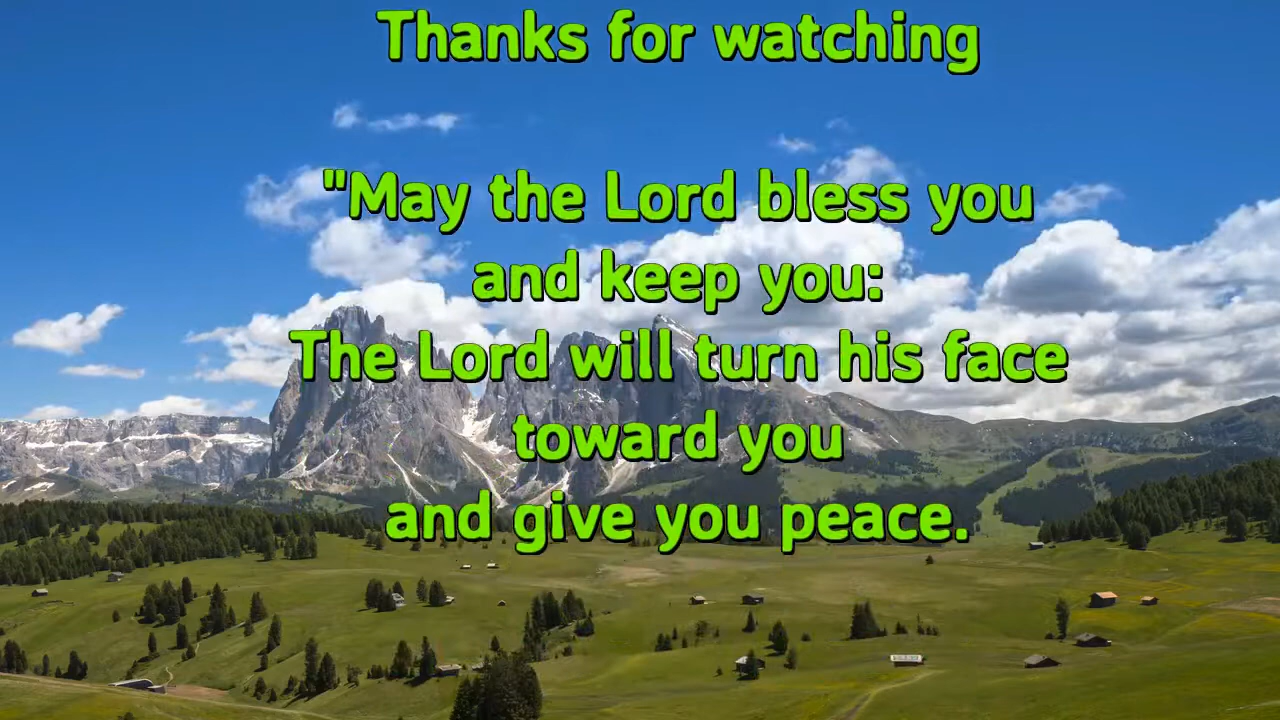 Thanks for watching
"May the Lord bless you
and keep you:
The Lord will turn his face
toward you
and give you peace.